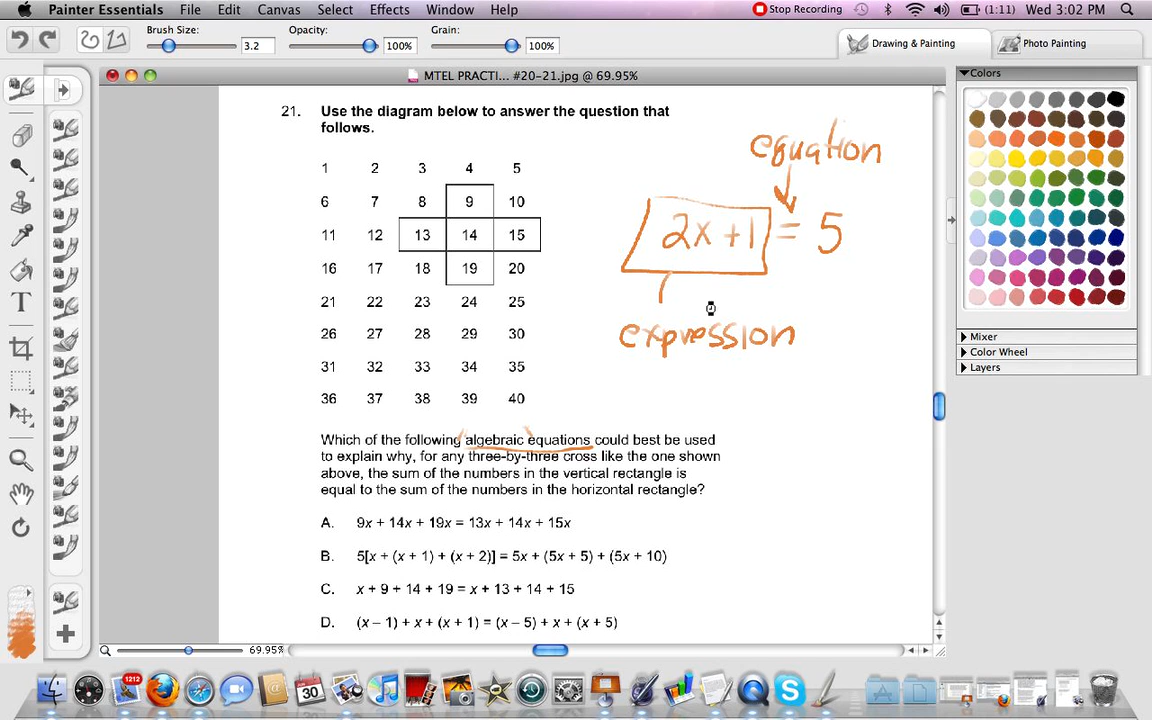 Painter Essentials File Edit Canvas Select Effects Window Help Stop Recording (1:11) Wed 3:02 PM
Brush Size: Opacity: Grain:
3.2 100% 100%
Drawing & Painting Photo Painting
MTEL PRACTI... #20-21.jpg @ 69.95%
Colors
21. Use the diagram below to answer the question that
follows.
equation
1 2 3 4 5
6 7 8 9 10
11 12 13 14 15
2x + 1 = 5
16 17 18 19 20
21 22 23 24 25
26 27 28 29 30
expression
31 32 33 34 35
36 37 38 39 40
Mixer
Color Wheel
Layers
Which of the following algebraic equations could best be used
to explain why, for any three-by-three cross like the one shown
above, the sum of the numbers in the vertical rectangle is
equal to the sum of the numbers in the horizontal rectangle?
A. 9x + 14x + 19x = 13x + 14x + 15x
B. 5[x + (x + 1) + (x + 2)] = 5x + (5x + 5) + (5x + 10)
C. x + 9 + 14 + 19 = x + 13 + 14 + 15
D. (x – 1) + x + (x + 1) = (x – 5) + x + (x + 5)
69.95%
1212
JUN
30